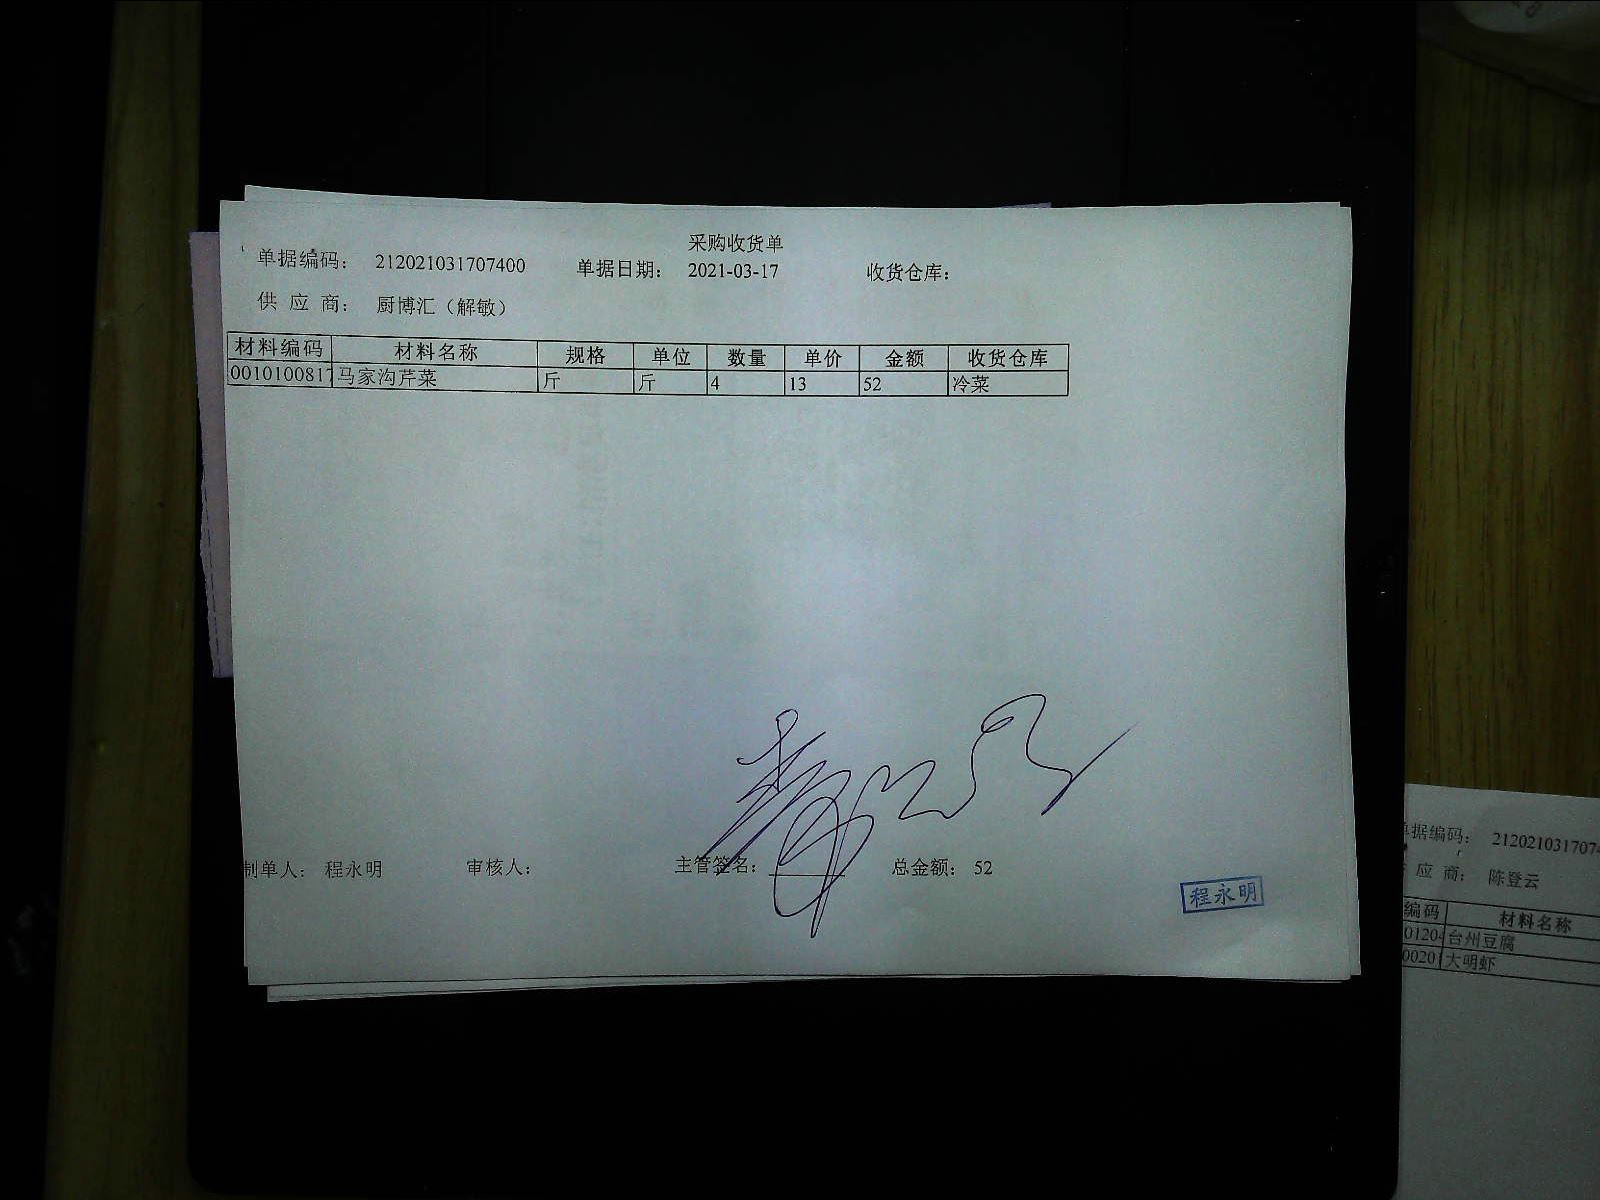 采购收货单
单据编码： 212021031707400 单据日期： 2021-03-17 收货仓库：
供 应 商： 厨博汇（解敏）
材料编码 材料名称 规格 单位 数量 单价 金额 收货仓库
0010100817 马家沟芹菜 斤 斤 4 13 52 冷菜
制单人： 程永明 审核人： 主管签名： 总金额： 52
程永明
据编码： 2120210317074
应 商： 陈登云
编码 材料名称
0120 台州豆腐
0020 大明虾